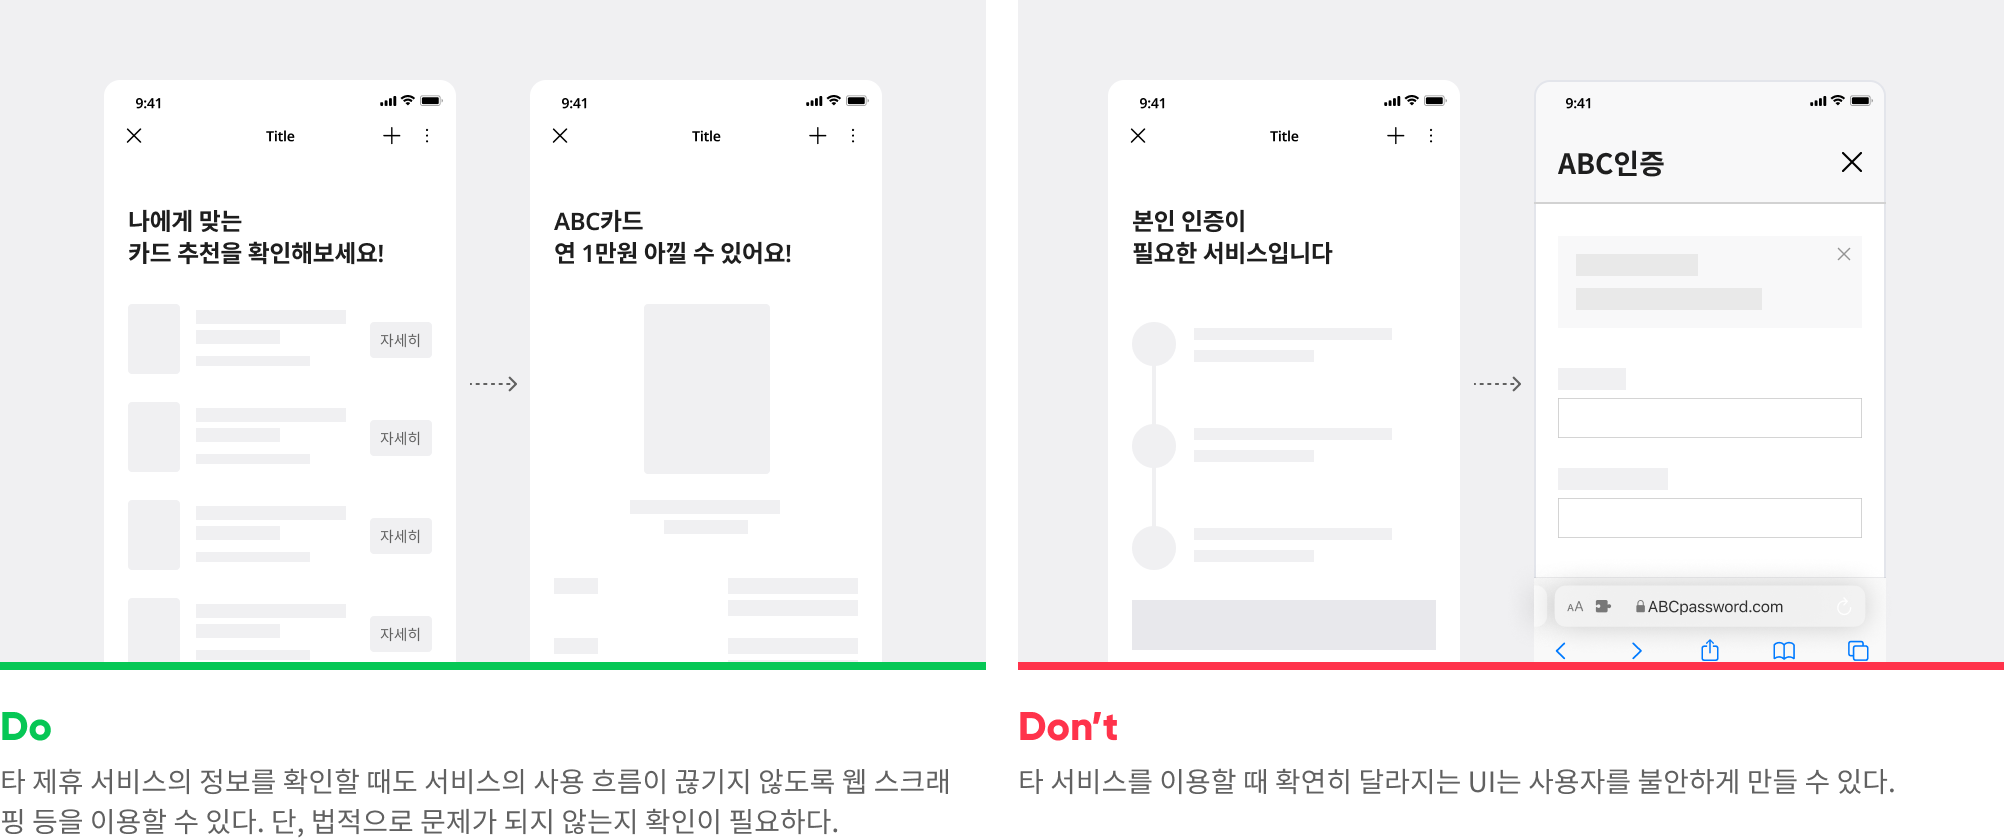 9:41
Title
나에게 맞는
카드 추천을 확인해보세요!
자세히
자세히
자세히
자세히
9:41
Title
ABC카드
연 1만원 아낄 수 있어요!
Do
타 제휴 서비스의 정보를 확인할 때도 서비스의 사용 흐름이 끊기지 않도록 웹 스크래
핑 등을 이용할 수 있다. 단, 법적으로 문제가 되지 않는지 확인이 필요하다.
9:41
Title
본인 인증이
필요한 서비스입니다
9:41
ABC인증
AA
ABCpassword.com
Don't
타 서비스를 이용할 때 확연히 달라지는 UI는 사용자를 불안하게 만들 수 있다.